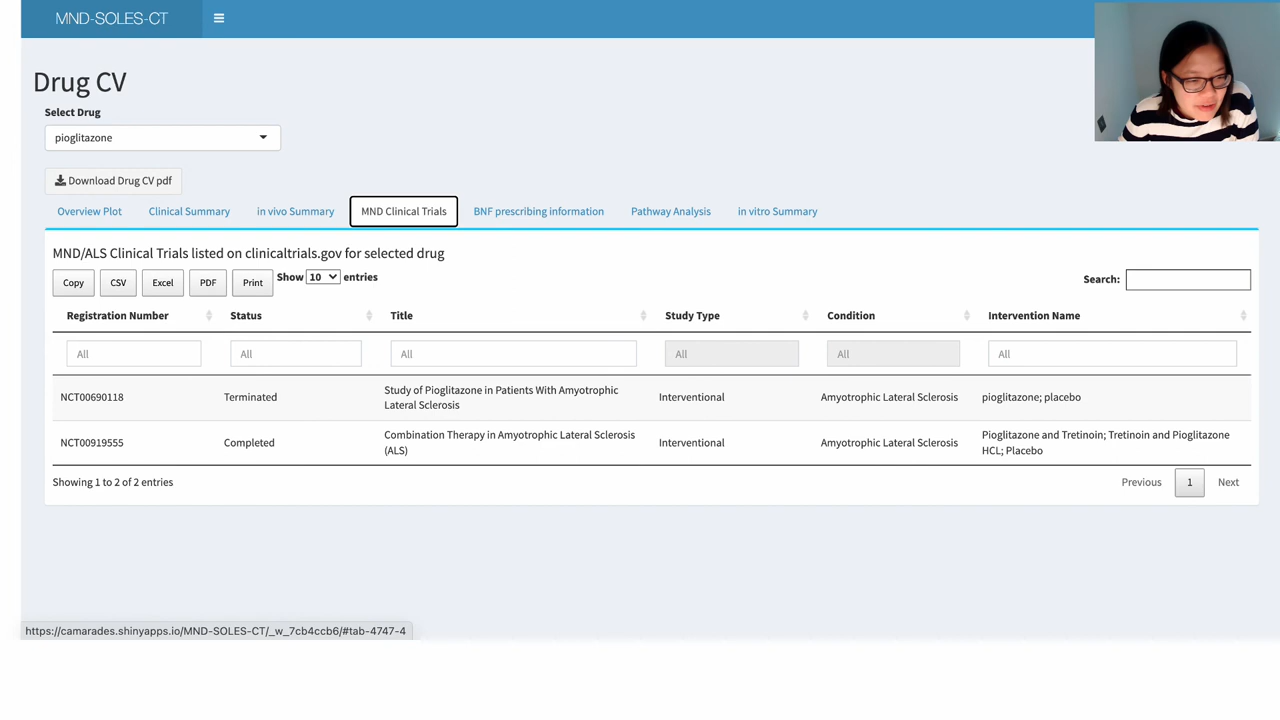 MND-SOLES-CT
Drug CV
Select Drug
pioglitazone
Download Drug CV pdf
Overview Plot Clinical Summary in vivo Summary MND Clinical Trials BNF prescribing information Pathway Analysis in vitro Summary
MND/ALS Clinical Trials listed on clinicaltrials.gov for selected drug
Copy CSV Excel PDF Print Show 10 entries Search:
Registration Number Status Title Study Type Condition Intervention Name
All All All All All All
NCT00690118 Terminated Study of Pioglitazone in Patients With Amyotrophic Lateral Sclerosis Interventional Amyotrophic Lateral Sclerosis pioglitazone; placebo
NCT00919555 Completed Combination Therapy in Amyotrophic Lateral Sclerosis (ALS) Interventional Amyotrophic Lateral Sclerosis Pioglitazone and Tretinoin; Tretinoin and Pioglitazone HCL; Placebo
Showing 1 to 2 of 2 entries Previous 1 Next
https://camarades.shinyapps.io/MND-SOLES-CT/_w_7cb4ccb6/#tab-4747-4